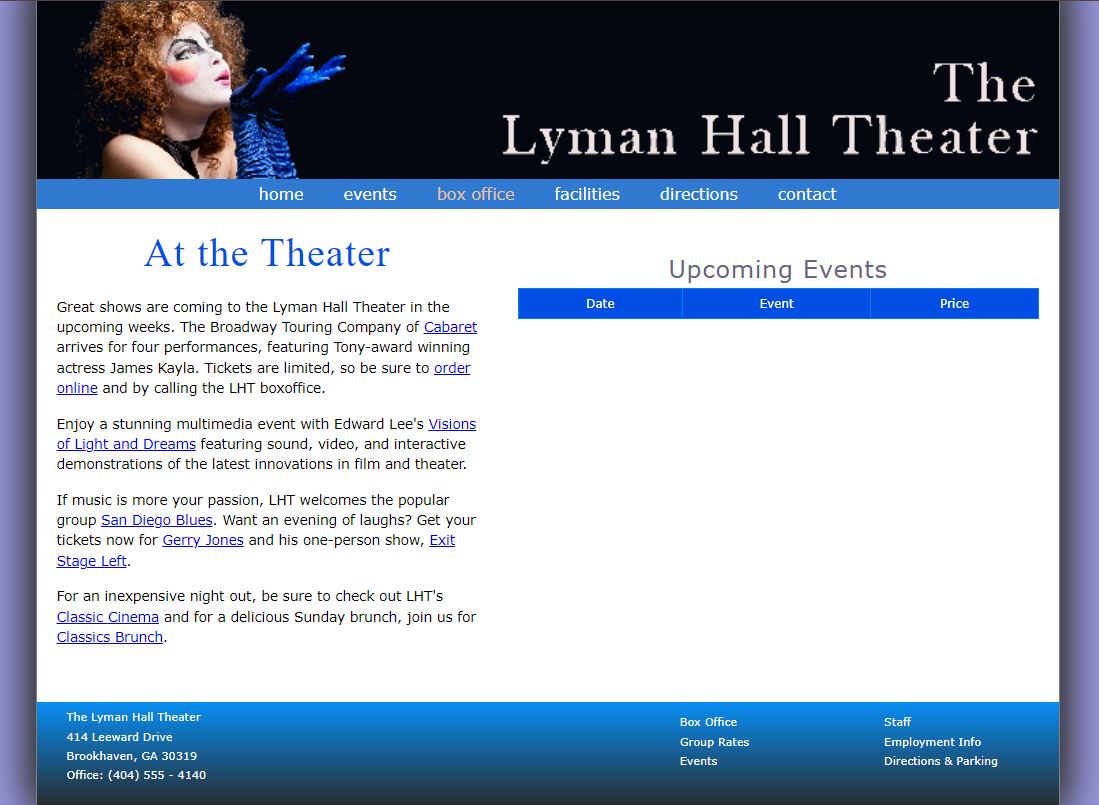 The
Lyman Hall Theater
home events box office facilities directions contact
At the Theater
Great shows are coming to the Lyman Hall Theater in the
upcoming weeks. The Broadway Touring Company of Cabaret
arrives for four performances, featuring Tony-award winning
actress James Kayla. Tickets are limited, so be sure to order
online and by calling the LHT boxoffice.
Enjoy a stunning multimedia event with Edward Lee's Visions
of Light and Dreams featuring sound, video, and interactive
demonstrations of the latest innovations in film and theater.
If music is more your passion, LHT welcomes the popular
group San Diego Blues. Want an evening of laughs? Get your
tickets now for Gerry Jones and his one-person show, Exit
Stage Left.
For an inexpensive night out, be sure to check out LHT's
Classic Cinema and for a delicious Sunday brunch, join us for
Classics Brunch.
Upcoming Events
Date Event Price
The Lyman Hall Theater
414 Leeward Drive
Brookhaven, GA 30319
Office: (404) 555 - 4140
Box Office
Group Rates
Events
Staff
Employment Info
Directions & Parking